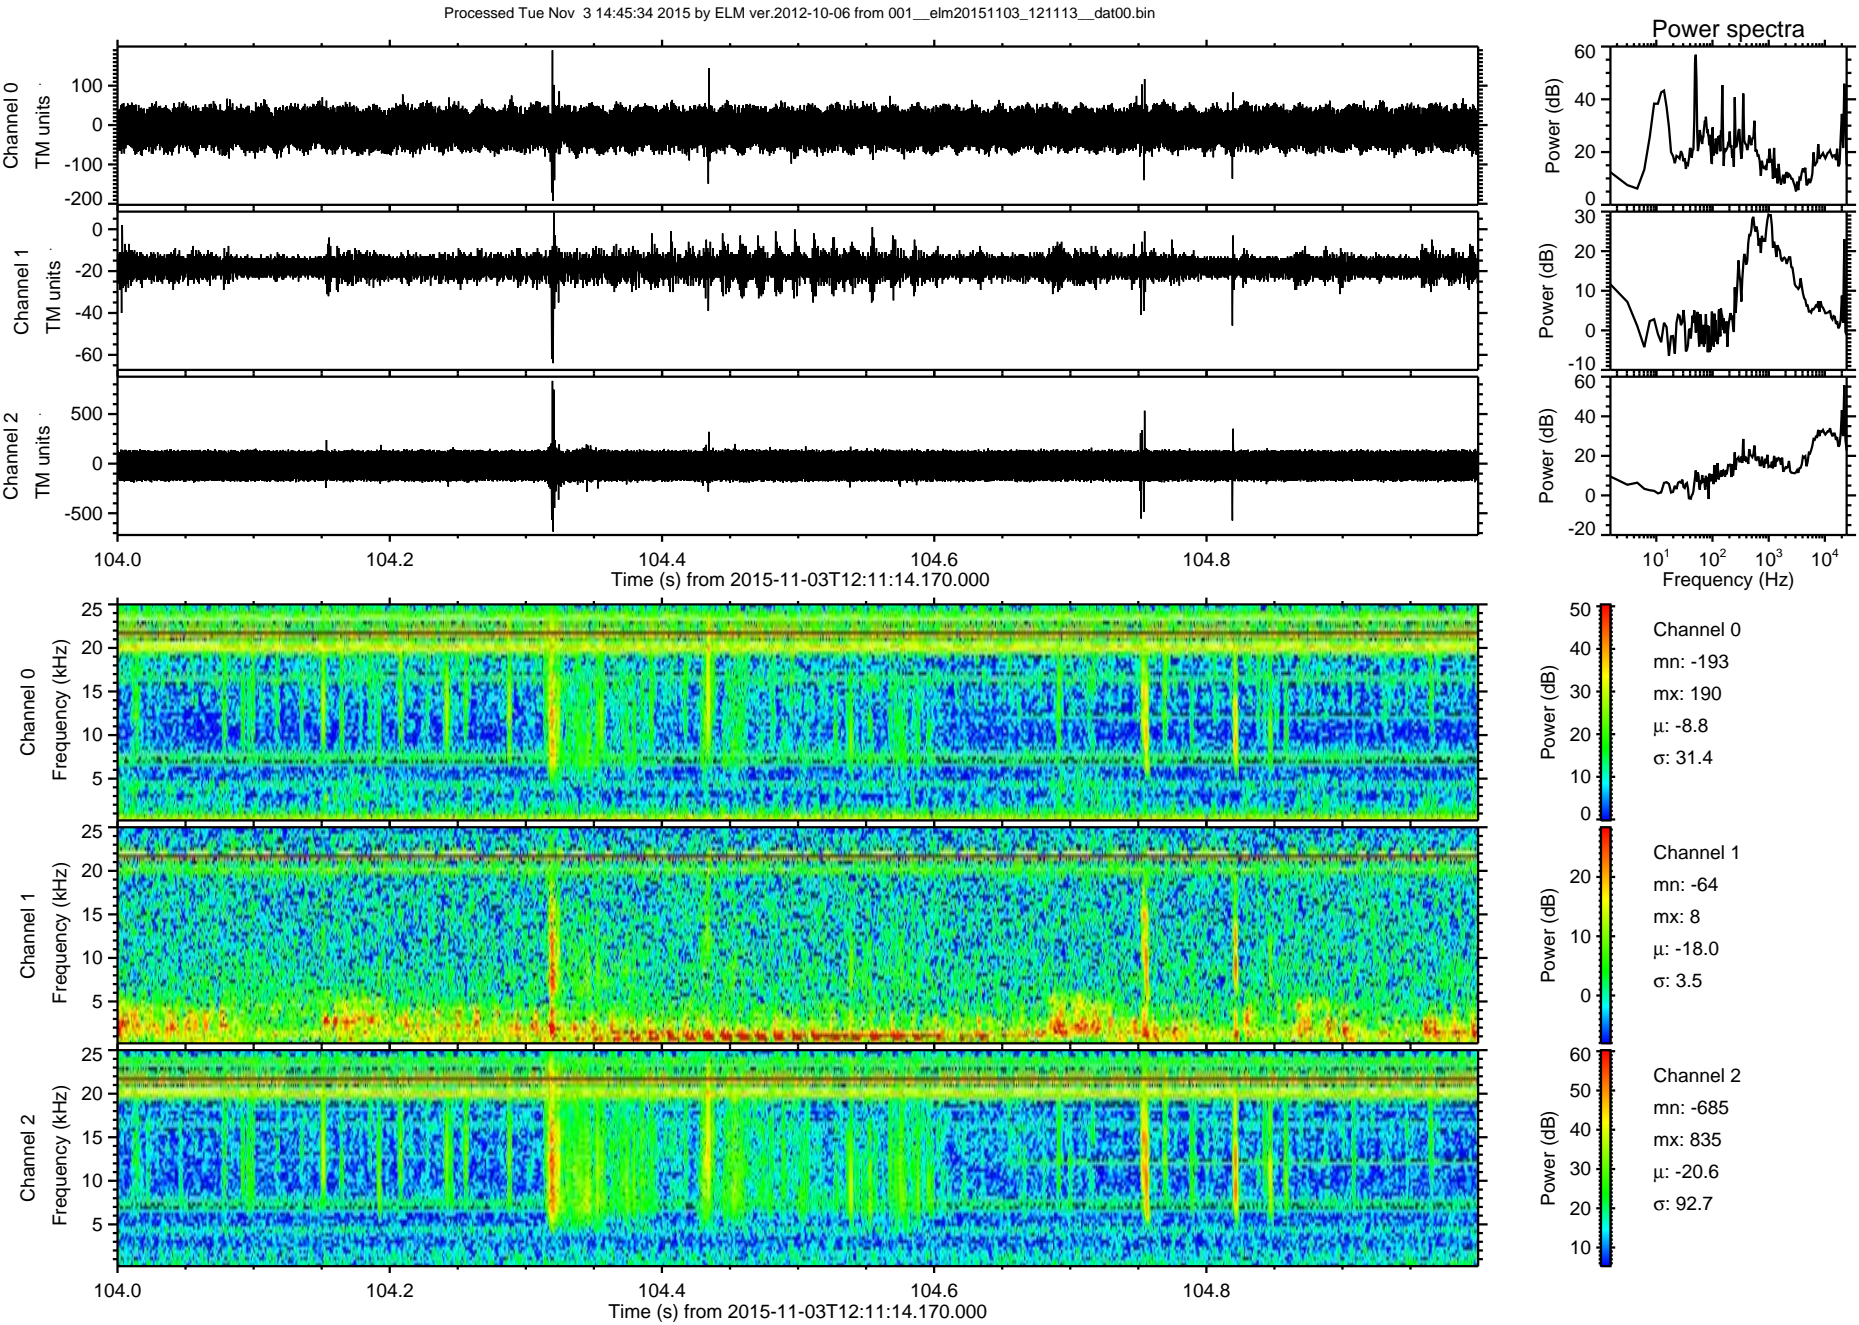 Processed Tue Nov  3 14:45:34 2015 by ELM ver.2012-10-06 from 001__elm20151103_121113__dat00.bin
Power spectra
Channel 0
TM units
100
0
-100
-200
Power (dB)
60
40
20
0
Channel 1
TM units
0
-20
-40
-60
Power (dB)
30
20
10
0
-10
Channel 2
TM units
500
0
-500
Power (dB)
60
40
20
0
-20
104.0
104.2
104.4
104.6
104.8
Time (s) from 2015-11-03T12:11:14.170.000
10¹
10²
10³
10⁴
Frequency (Hz)
Channel 0
Frequency (kHz)
25
20
15
10
5
Power (dB)
50
40
30
20
10
0
Channel 0
mn: -193
mx: 190
μ: -8.8
σ: 31.4
Channel 1
Frequency (kHz)
25
20
15
10
5
Power (dB)
20
10
0
Channel 1
mn: -64
mx: 8
μ: -18.0
σ: 3.5
Channel 2
Frequency (kHz)
25
20
15
10
5
Power (dB)
60
50
40
30
20
10
Channel 2
mn: -685
mx: 835
μ: -20.6
σ: 92.7
104.0
104.2
104.4
104.6
104.8
Time (s) from 2015-11-03T12:11:14.170.000